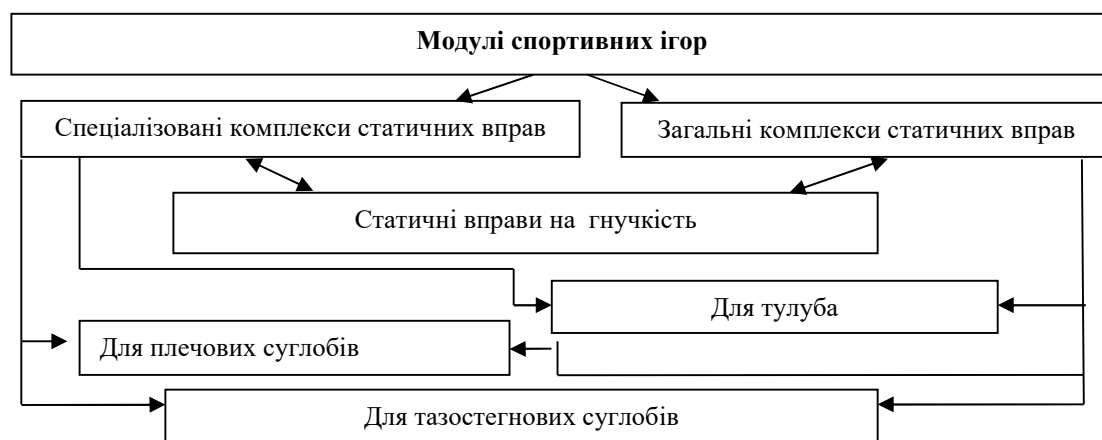 Модулі спортивних ігор
Спеціалізовані комплекси статичних вправ
Загальні комплекси статичних вправ
Статичні вправи на гнучкість
Для тулуба
Для плечових суглобів
Для тазостегнових суглобів